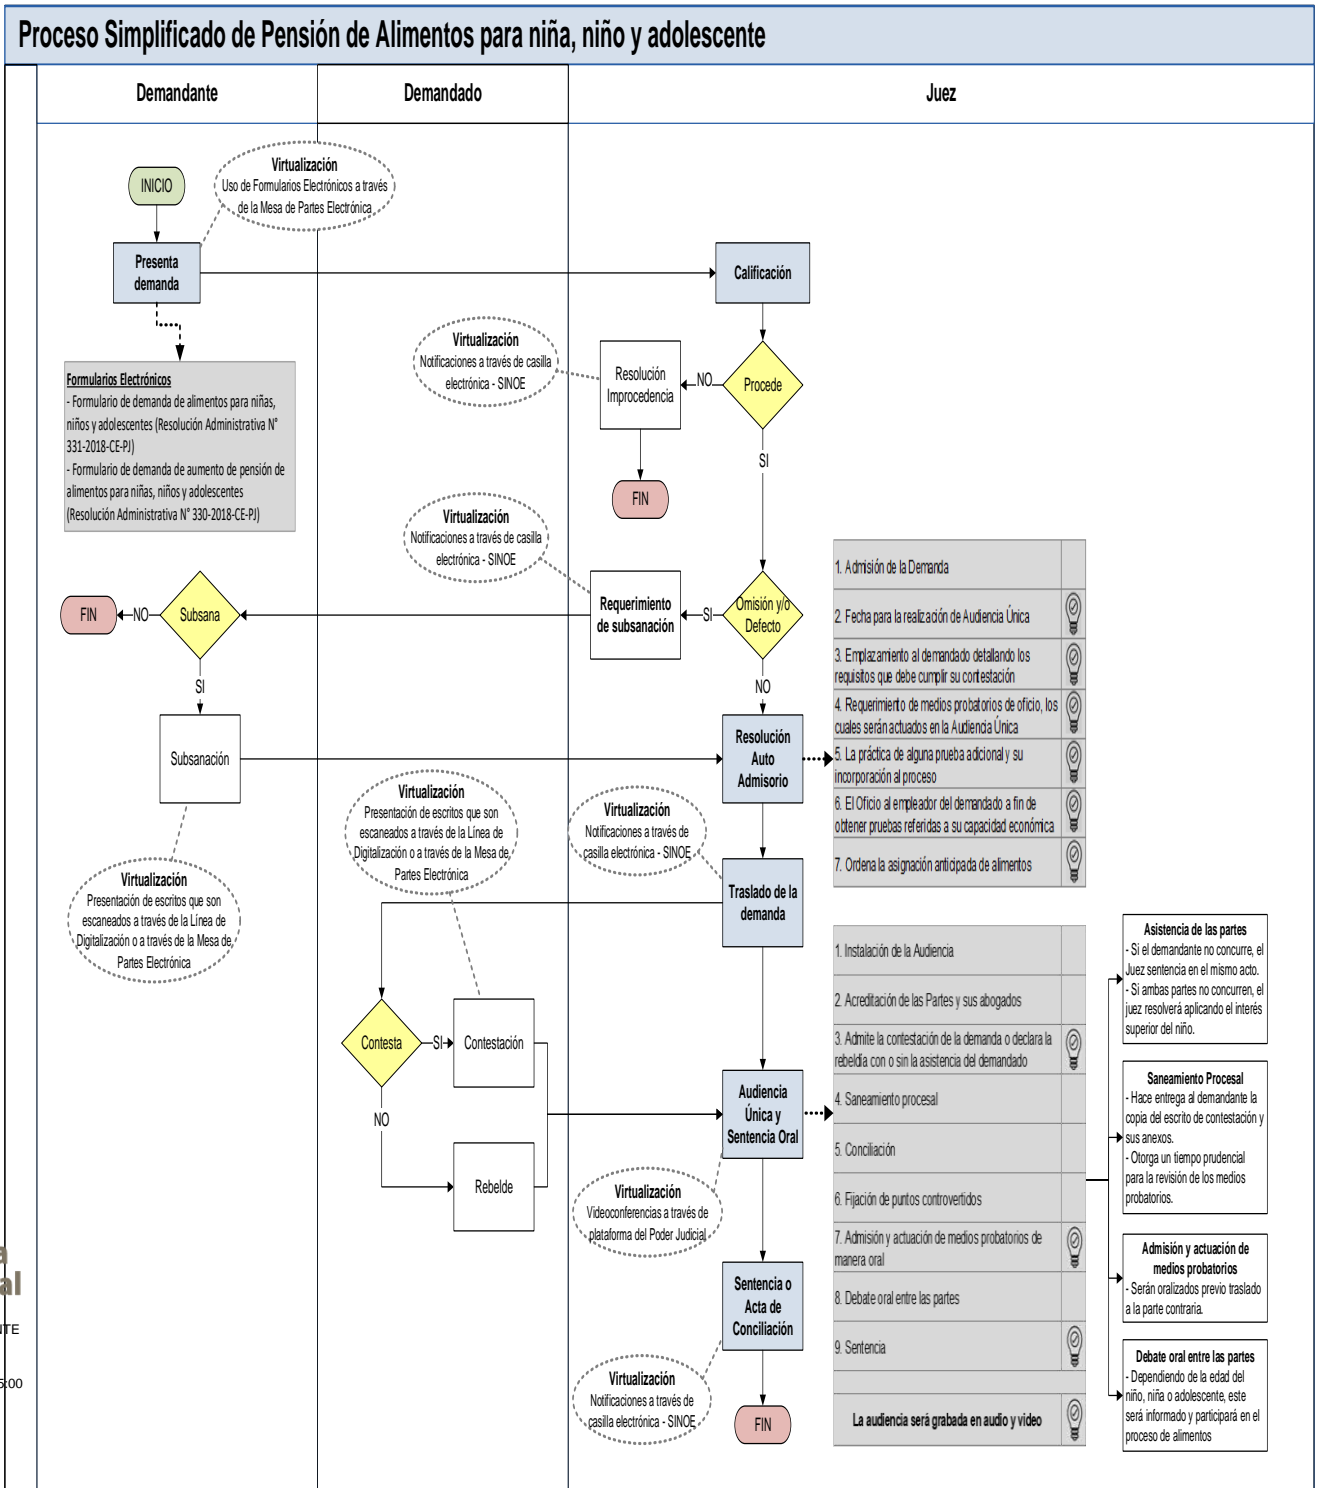 Proceso Simplificado de Pensión de Alimentos para niña, niño y adolescente
Demandante
Demandado
Juez
INICIO
Virtualización
Uso de Formularios Electrónicos a través
de la Mesa de Partes Electrónica
Presenta
demanda
Calificación
Formularios Electrónicos
- Formulario de demanda de alimentos para niñas,
niños y adolescentes (Resolución Administrativa N°
331-2018-CE-PJ)
- Formulario de demanda de aumento de pensión de
alimentos para niñas, niños y adolescentes
(Resolución Administrativa N° 330-2018-CE-PJ)
Virtualización
Notificaciones a través de casilla
electrónica - SINOE
Resolución
Improcedencia
NO
Procede
SI
FIN
Virtualización
Notificaciones a través de casilla
electrónica - SINOE
FIN
NO
Subsana
Requerimiento
de subsanación
SI
Omisión y/o
Defecto
SI
NO
Subsanación
Resolución
Auto
Admisorio
1. Admisión de la Demanda
2. Fecha para la realización de Audiencia Única
3. Emplazamiento al demandado detallando los
requisitos que debe cumplir su contestación
4. Requerimiento de medios probatorios de oficio, los
cuales serán actuados en la Audiencia Única
5. La práctica de alguna prueba adicional y su
incorporación al proceso
6. El Oficio al empleador del demandado a fin de
obtener pruebas referidas a su capacidad económica
7. Ordena la asignación anticipada de alimentos
Virtualización
Presentación de escritos que son
escaneados a través de la Línea de
Digitalización o a través de la Mesa de
Partes Electrónica
Virtualización
Presentación de escritos que son
escaneados a través de la Línea de
Digitalización o a través de la Mesa de
Partes Electrónica
Virtualización
Notificaciones a través de
casilla electrónica - SINOE
Traslado de la
demanda
Contesta
SI
Contestación
NO
Rebelde
Audiencia
Única y
Sentencia Oral
Virtualización
Videoconferencias a través de
plataforma del Poder Judicial
Sentencia o
Acta de
Conciliación
Virtualización
Notificaciones a través de
casilla electrónica - SINOE
FIN
1. Instalación de la Audiencia
2. Acreditación de las Partes y sus abogados
3. Admite la contestación de la demanda o declara la
rebeldía con o sin la asistencia del demandado
4. Saneamiento procesal
5. Conciliación
6. Fijación de puntos controvertidos
7. Admisión y actuación de medios probatorios de
manera oral
8. Debate oral entre las partes
9. Sentencia
La audiencia será grabada en audio y video
Asistencia de las partes
- Si el demandante no concurre, el
Juez sentencia en el mismo acto.
- Si ambas partes no concurren, el
juez resolverá aplicando el interés
superior del niño.
Saneamiento Procesal
- Hace entrega al demandante la
copia del escrito de contestación y
sus anexos.
- Otorga un tiempo prudencial
para la revisión de los medios
probatorios.
Admisión y actuación de
medios probatorios
- Serán oralizados previo traslado
a la parte contraria.
Debate oral entre las partes
- Dependiendo de la edad del
niño, niña o adolescente, este
será informado y participará en el
proceso de alimentos